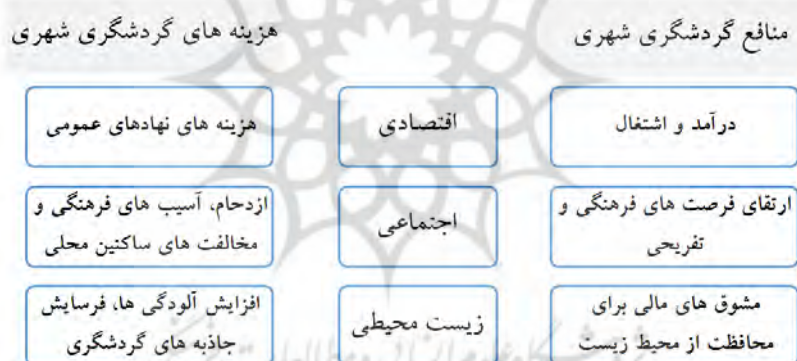 منافع گردشگری شهری
هزینه های گردشگری شهری
درآمد و اشتغال
اقتصادی
هزینه های نهادهای عمومی
ارتقای فرصت های فرهنگی و
تفریحی
اجتماعی
ازدحام، آسیب های فرهنگی و
مخالفت های ساکنین محلی
مشوق های مالی برای
محافظت از محیط زیست
زیست محیطی
افزایش آلودگی ها، فرسایش
جاذبه های گردشگری